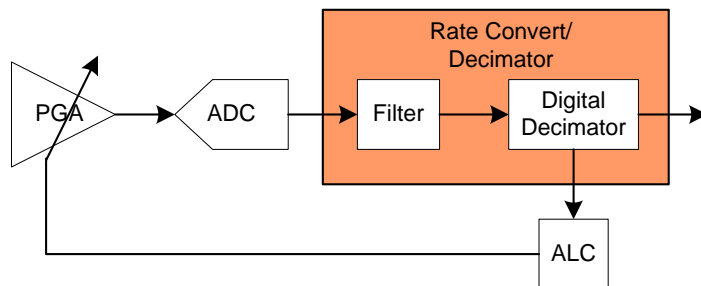 Rate Convert/
Decimator
PGA
ADC
Filter
Digital
Decimator
ALC